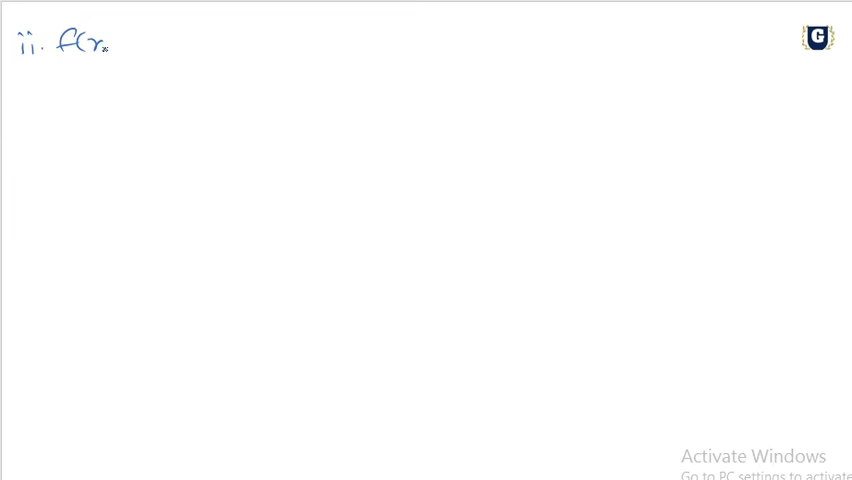 ii. f(x
G
Activate Windows
Go to PC settings to activate